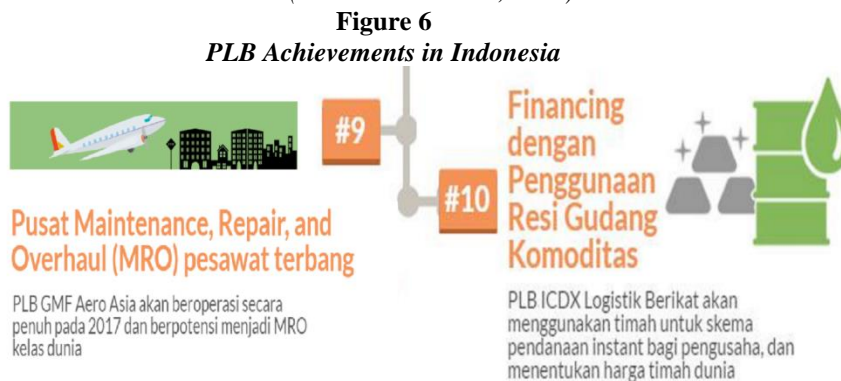 Figure 6
PLB Achievements in Indonesia
#9
Pusat Maintenance, Repair, and
Overhaul (MRO) pesawat terbang
PLB GMF Aero Asia akan beroperasi secara
penuh pada 2017 dan berpotensi menjadi MRO
kelas dunia
#10
Financing
dengan
Penggunaan
Resi Gudang
Komoditas
PLB ICDX Logistik Berikat akan
menggunakan timah untuk skema
pendanaan instant bagi pengusaha, dan
menentukan harga timah dunia